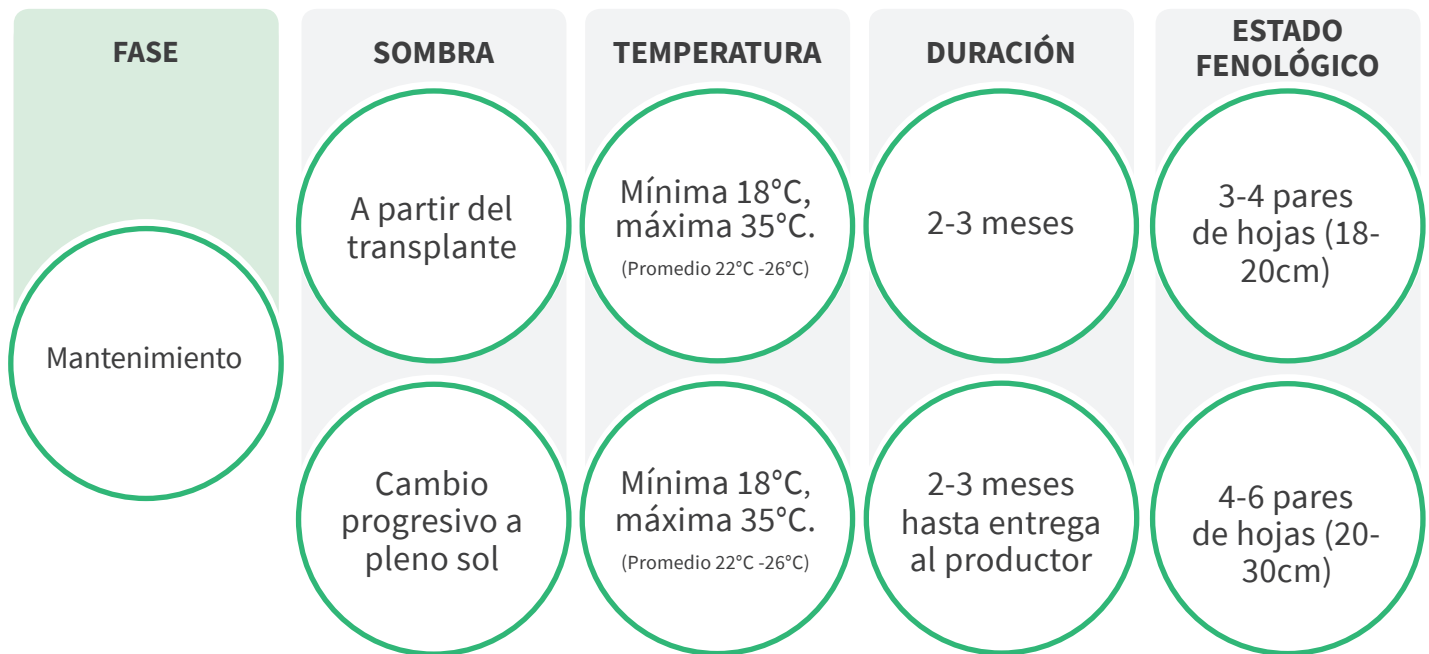 FASE
SOMBRA
TEMPERATURA
DURACIÓN
ESTADO
FENOLÓGICO
Mantenimiento
A partir del
transplante
Mínima 18°C,
máxima 35°C.
(Promedio 22°C -26°C)
2-3 meses
3-4 pares
de hojas (18-
20cm)
Cambio
progresivo a
pleno sol
Mínima 18°C,
máxima 35°C.
(Promedio 22°C -26°C)
2-3 meses
hasta entrega
al productor
4-6 pares
de hojas (20-
30cm)